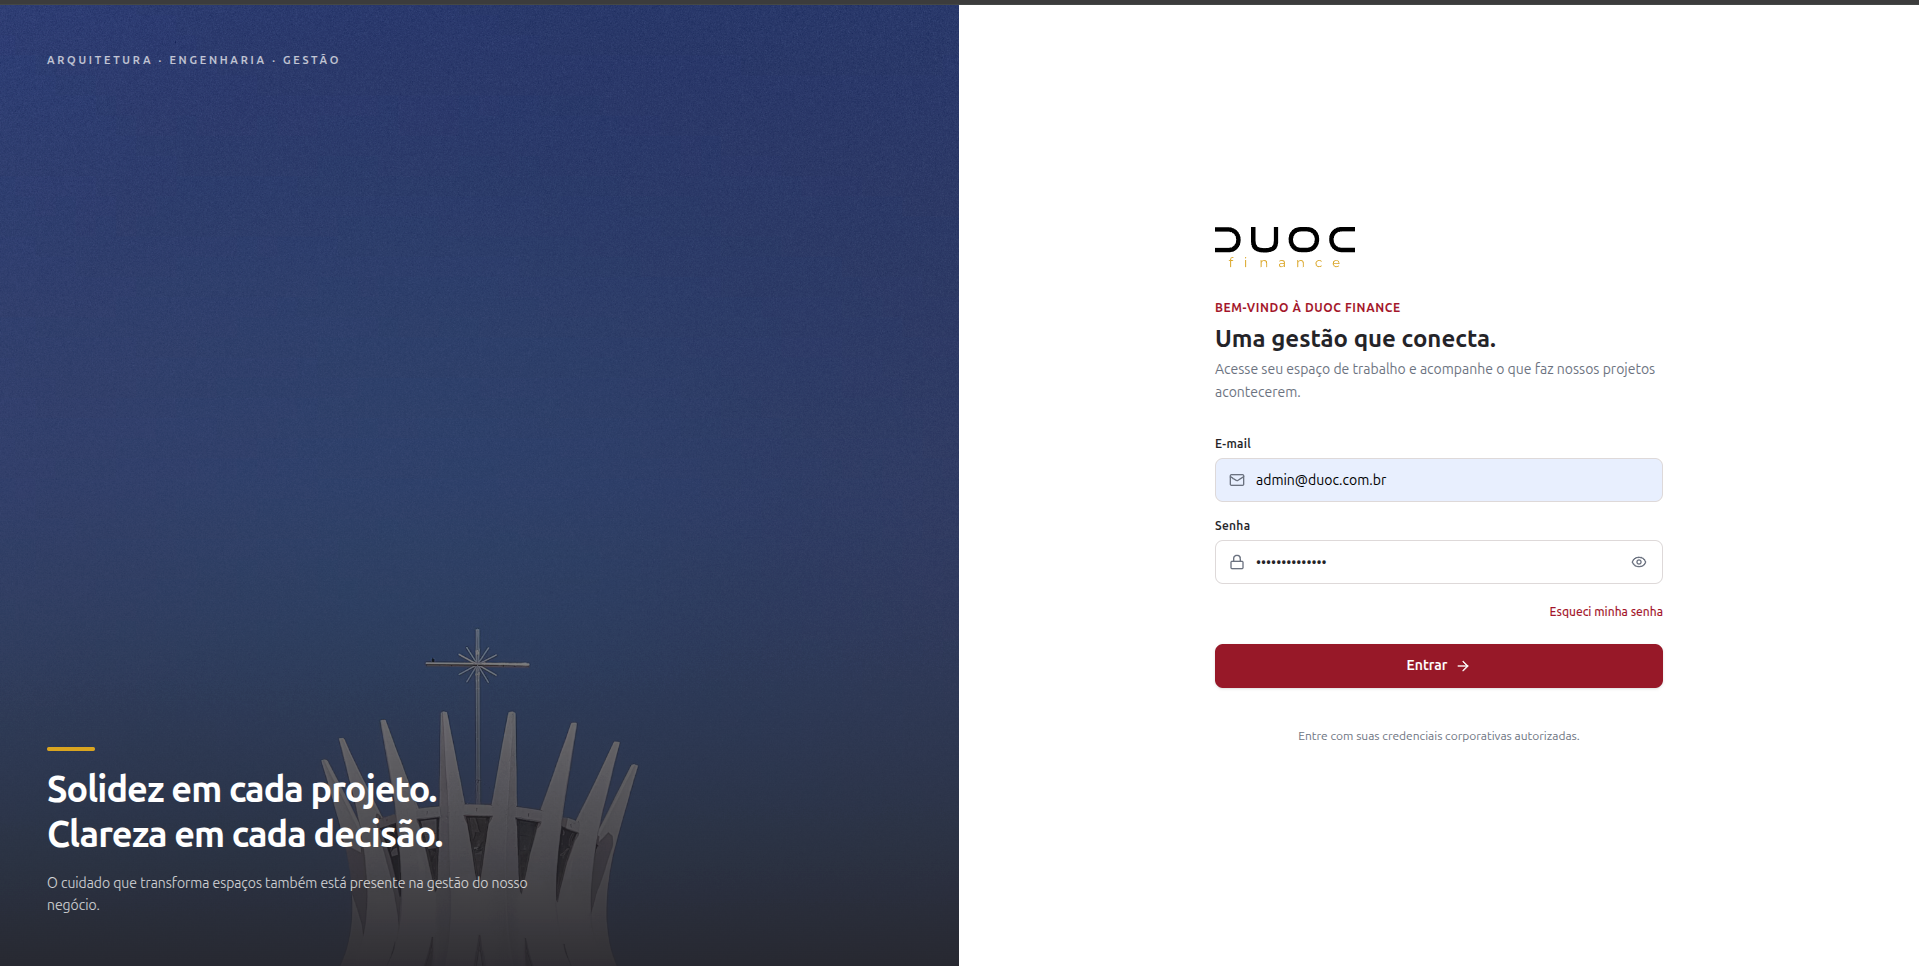 ARQUITETURA · ENGENHARIA · GESTÃO
Solidez em cada projeto.
Clareza em cada decisão.
O cuidado que transforma espaços também está presente na gestão do nosso
negócio.
DUOC
finance
BEM-VINDO À DUOC FINANCE
Uma gestão que conecta.
Acesse seu espaço de trabalho e acompanhe o que faz nossos projetos
acontecerem.
E-mail
admin@duoc.com.br
Senha
••••••••••••••
Esqueci minha senha
Entrar →
Entre com suas credenciais corporativas autorizadas.